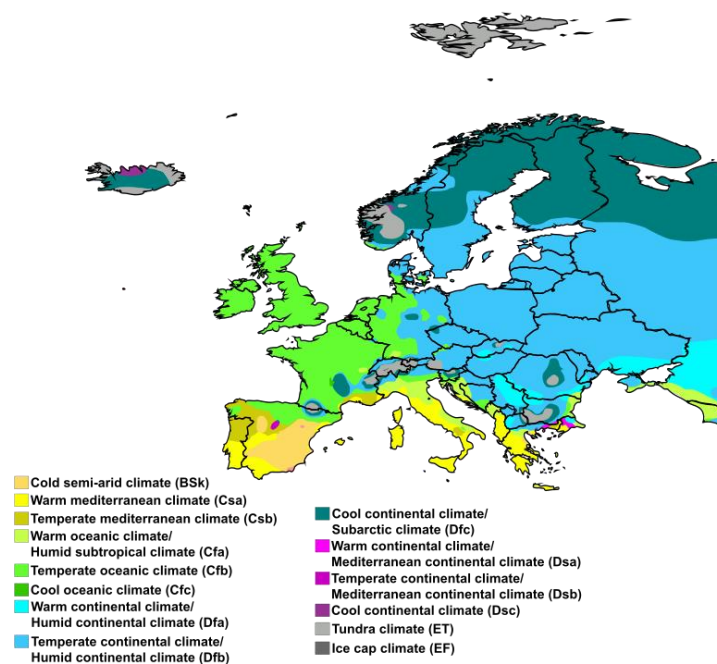 Cold semi-arid climate (BSk)
Warm mediterranean climate (Csa)
Temperate mediterranean climate (Csb)
Warm oceanic climate/
Humid subtropical climate (Cfa)
Temperate oceanic climate (Cfb)
Cool oceanic climate (Cfc)
Warm continental climate/
Humid continental climate (Dfa)
Temperate continental climate/
Humid continental climate (Dfb)
Cool continental climate/
Subarctic climate (Dfc)
Warm continental climate/
Mediterranean continental climate (Dsa)
Temperate continental climate/
Mediterranean continental climate (Dsb)
Cool continental climate (Dsc)
Tundra climate (ET)
Ice cap climate (EF)